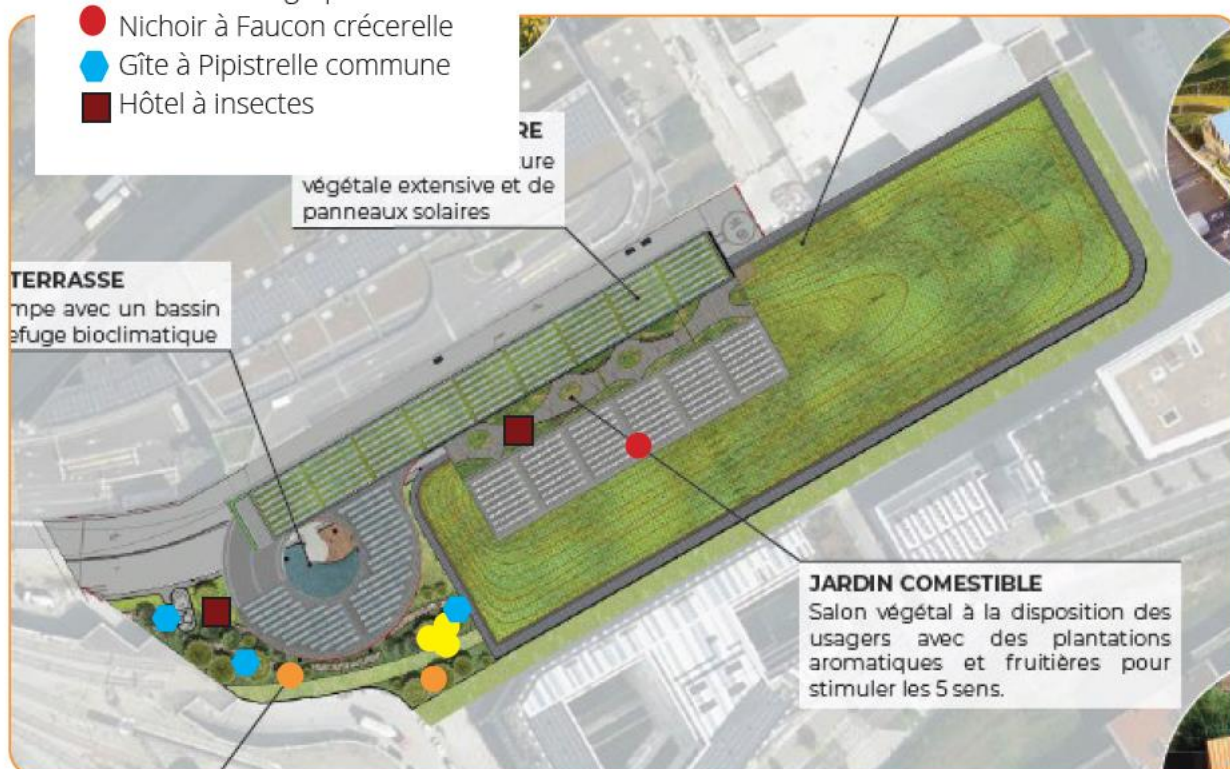 Nichoir à Faucon crécerelle
Gîte à Pipistrelle commune
Hôtel à insectes
RE
ture
végétale extensive et de
panneaux solaires
TERRASSE
mpe avec un bassin
efuge bioclimatique
JARDIN COMESTIBLE
Salon végétal à la disposition des
usagers avec des plantations
aromatiques et fruitières pour
stimuler les 5 sens.